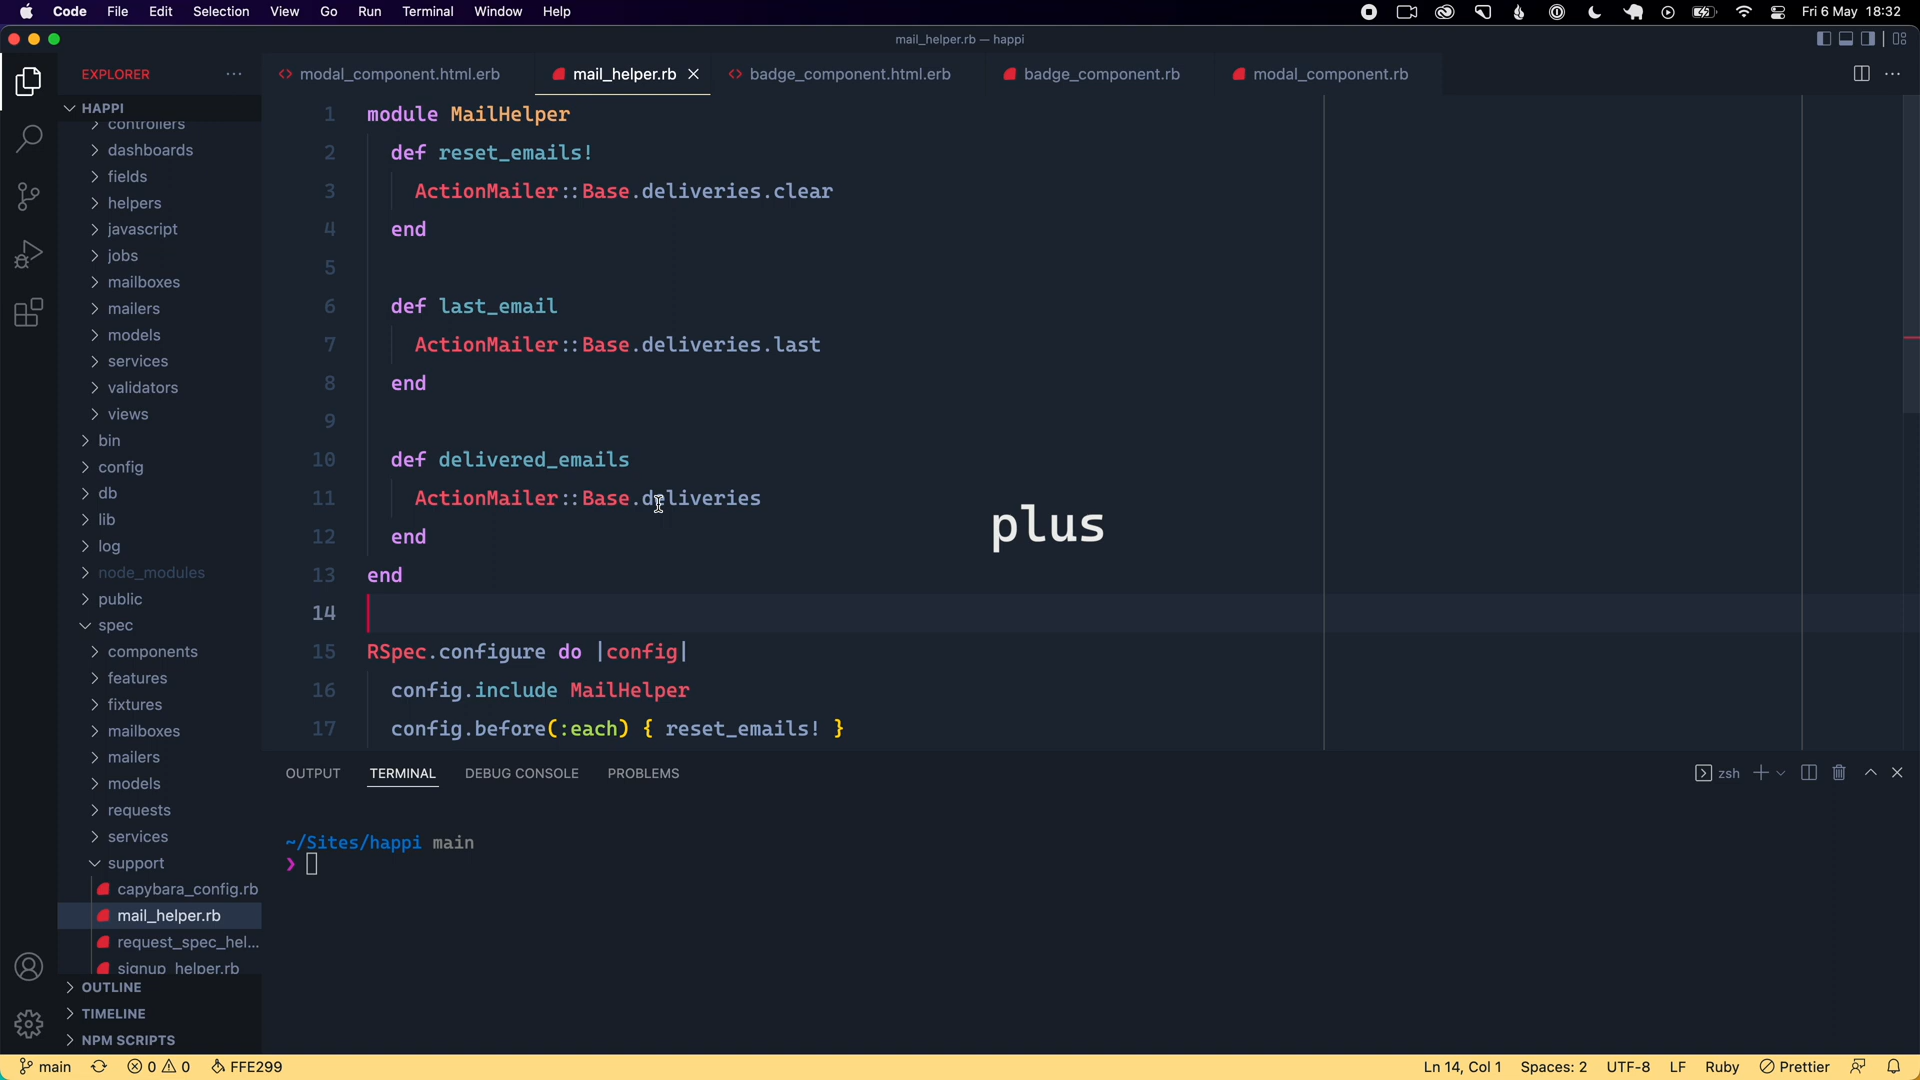 Code File Edit Selection View Go Run Terminal Window Help Fri 6 May 18:32
mail_helper.rb — happi
EXPLORER
modal_component.html.erb mail_helper.rb badge_component.html.erb badge_component.rb modal_component.rb
HAPPI
controllers
dashboards
fields
helpers
javascript
jobs
mailboxes
mailers
models
services
validators
views
bin
config
db
lib
log
node_modules
public
spec
components
features
fixtures
mailboxes
mailers
models
requests
services
support
capybara_config.rb
mail_helper.rb
request_spec_hel...
signup_helper.rb
OUTLINE
TIMELINE
NPM SCRIPTS
1 module MailHelper
2 def reset_emails!
3 ActionMailer::Base.deliveries.clear
4 end
5
6 def last_email
7 ActionMailer::Base.deliveries.last
8 end
9
10 def delivered_emails
11 ActionMailer::Base.deliveries
12 end
13 end
14
15 RSpec.configure do |config|
16 config.include MailHelper
17 config.before(:each) { reset_emails! }
plus
OUTPUT TERMINAL DEBUG CONSOLE PROBLEMS zsh
~/Sites/happi main
❯
main 0 0 FFE299 Ln 14, Col 1 Spaces: 2 UTF-8 LF Ruby Prettier